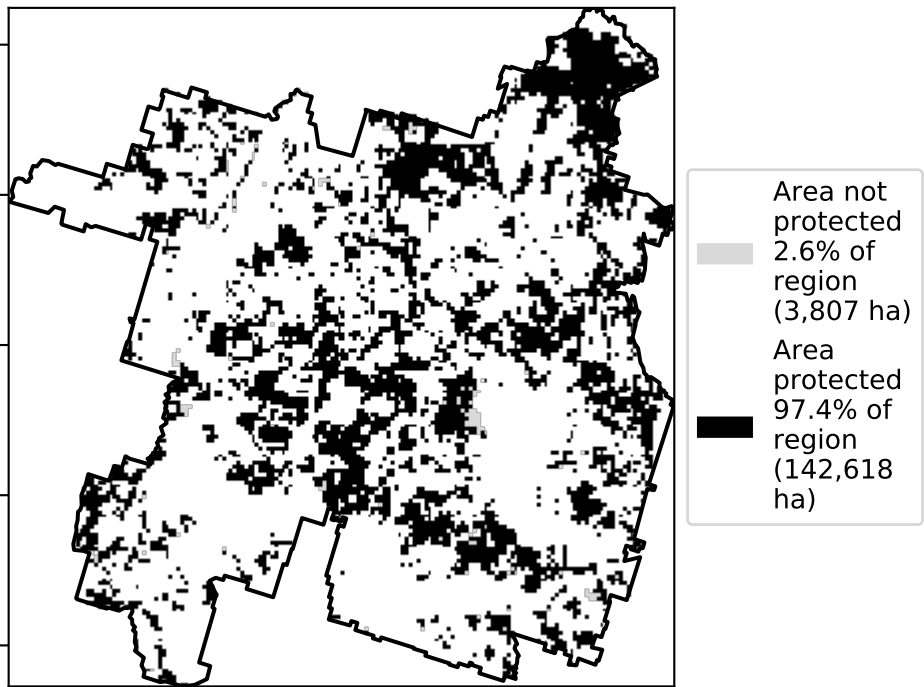 Area not
protected
2.6% of
region
(3,807 ha)
Area
protected
97.4% of
region
(142,618
ha)